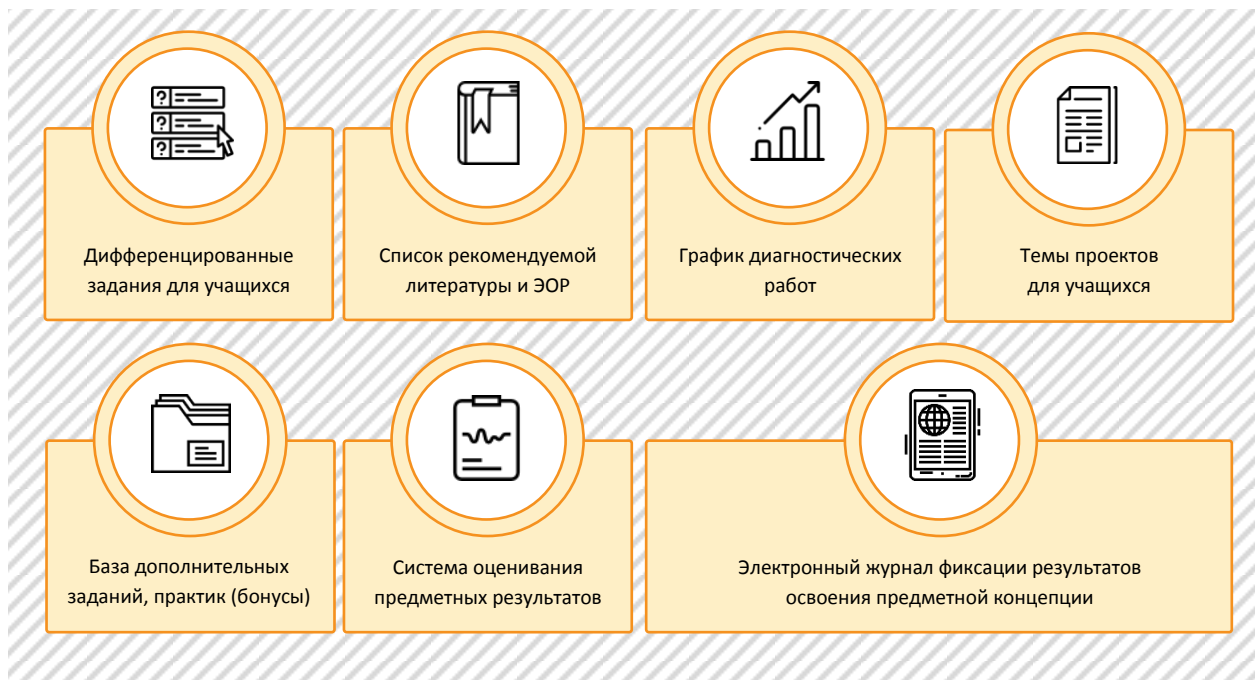 Дифференцированные
задания для учащихся
Список рекомендуемой
литературы и ЭОР
График диагностических
работ
Темы проектов
для учащихся
База дополнительных
заданий, практик (бонусы)
Система оценивания
предметных результатов
Электронный журнал фиксации результатов
освоения предметной концепции